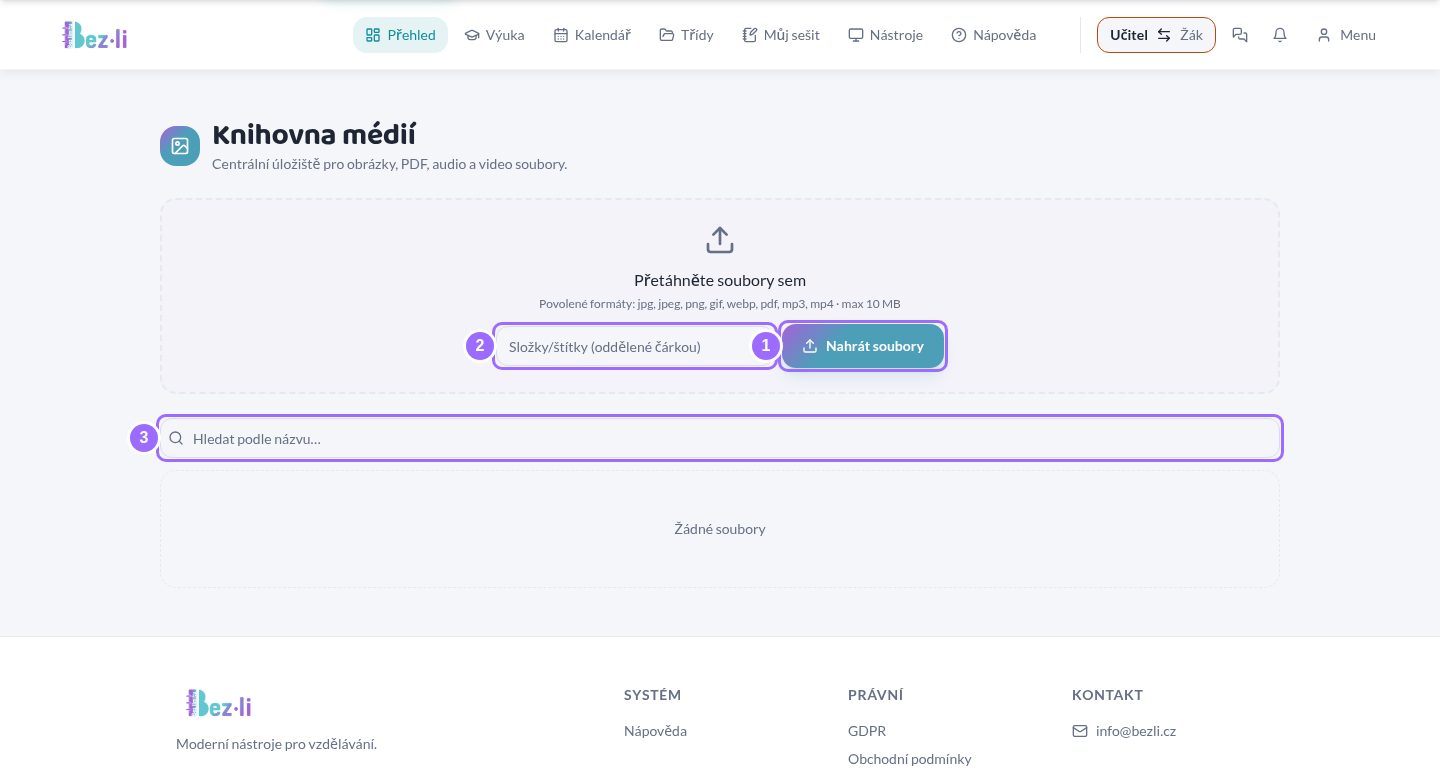 Bez·li
Přehled
Výuka
Kalendář
Třídy
Můj sešit
Nástroje
Nápověda
Učitel
Žák
Menu
Knihovna médií
Centrální úložiště pro obrázky, PDF, audio a video soubory.
Přetáhněte soubory sem
Povolené formáty: jpg, jpeg, png, gif, webp, pdf, mp3, mp4 · max 10 MB
2
Složky/štítky (oddělené čárkou)
1
Nahrát soubory
3
Hledat podle názvu…
Žádné soubory
Bez·li
Moderní nástroje pro vzdělávání.
SYSTÉM
Nápověda
PRÁVNÍ
GDPR
Obchodní podmínky
KONTAKT
info@bezli.cz